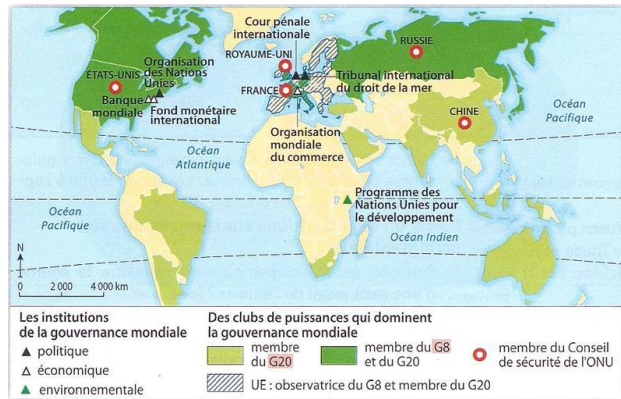 Cour pénale
internationale
ROYAUME-UNI
RUSSIE
Organisation
des Nations
Unies
ÉTATS-UNIS
Banque
mondiale
Fond monétaire
international
FRANCE
Tribunal international
du droit de la mer
CHINE
Océan
Pacifique
Océan
Atlantique
Organisation
mondiale
du commerce
Programme des
Nations Unies pour
le développement
Océan
Pacifique
Océan Indien
N
0 2 000 4 000 km
Les institutions
de la gouvernance mondiale
politique
économique
environnementale
Des clubs de puissances qui dominent
la gouvernance mondiale
membre
du G20
membre du G8
et du G20
membre du Conseil
de sécurité de l'ONU
UE : observatrice du G8 et membre du G20